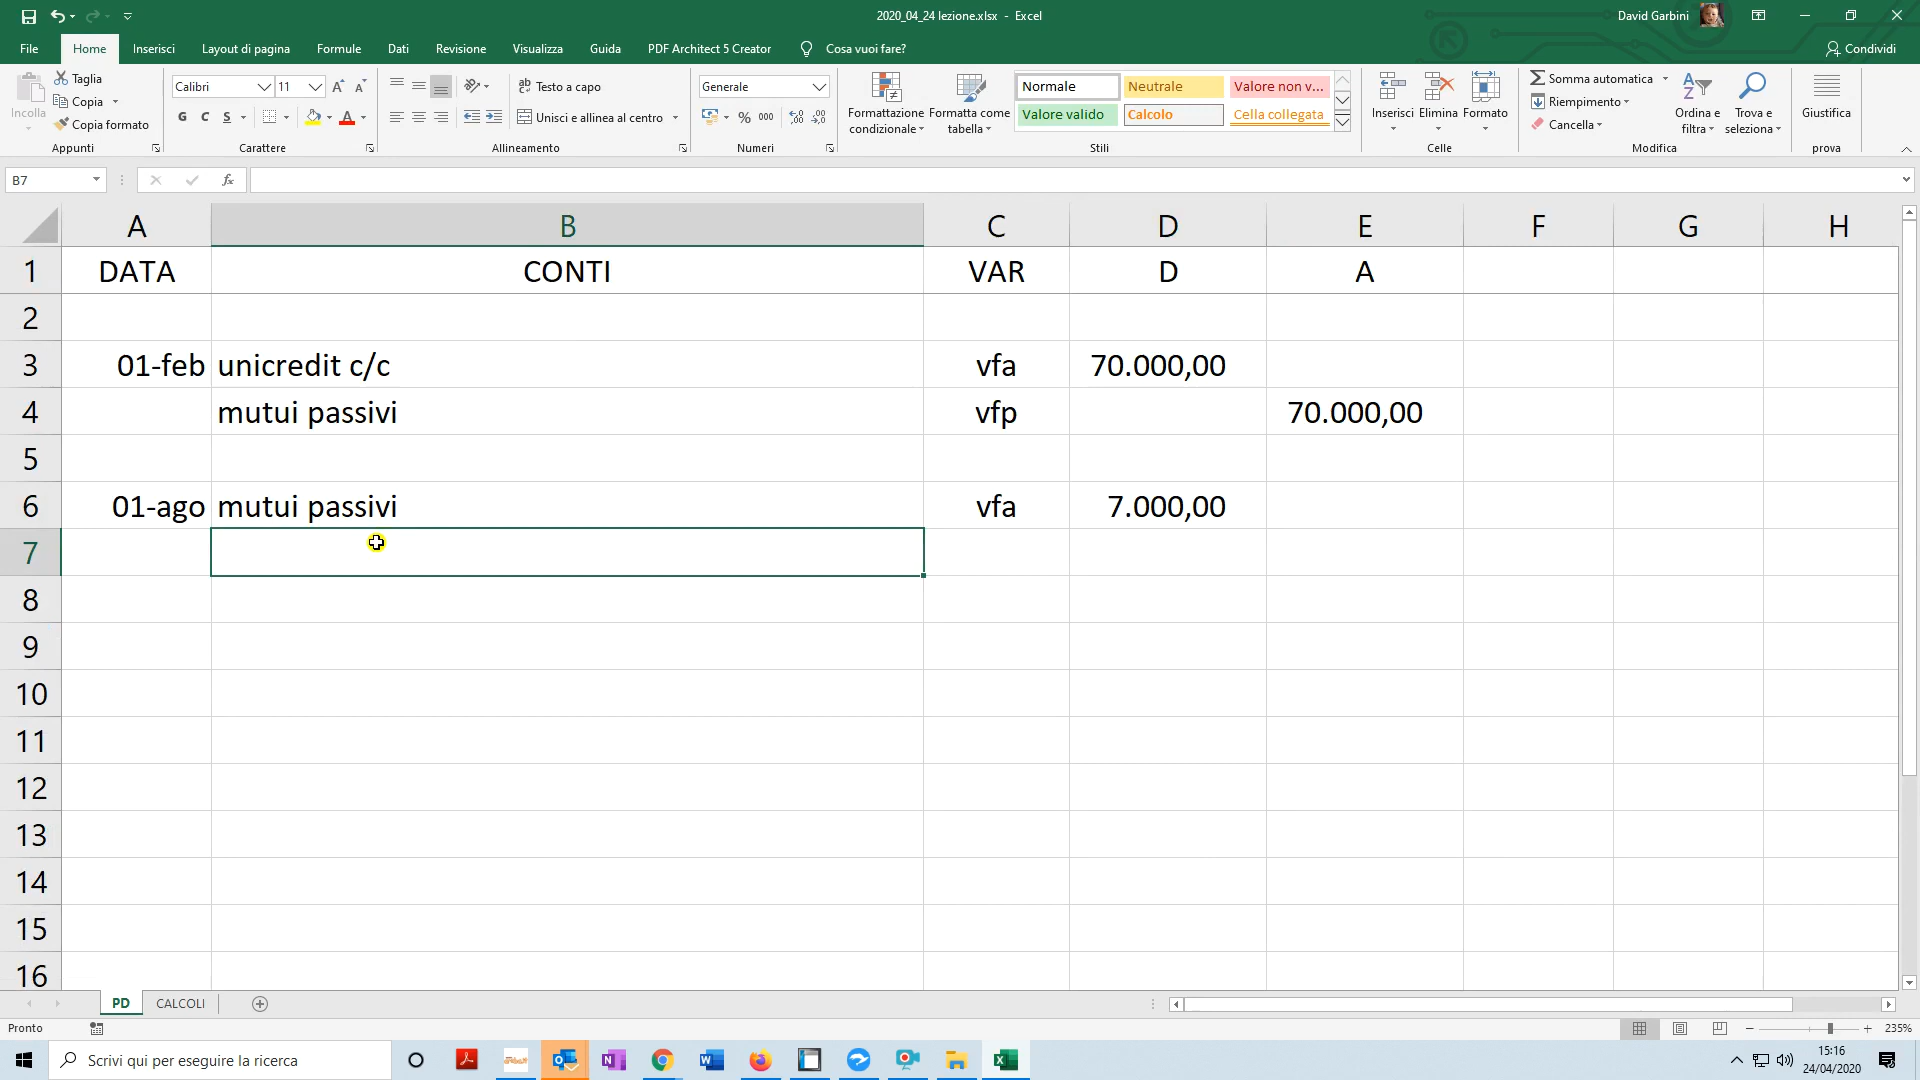 2020_04_24 lezione.xlsx - Excel
David Garbini
File Home Inserisci Layout di pagina Formule Dati Revisione Visualizza Guida PDF Architect 5 Creator Cosa vuoi fare? Condividi
Incolla
Taglia
Copia
Copia formato
Appunti
Calibri 11
G C S A
Carattere
Testo a capo
Unisci e allinea al centro
Allineamento
Generale
% 000
Numeri
Formattazione condizionale
Formatta come tabella
Normale Neutrale Valore non v...
Valore valido Calcolo Cella collegata
Stili
Inserisci Elimina Formato
Celle
Somma automatica
Riempimento
Cancella
Ordina e filtra
Trova e seleziona
Modifica
Giustifica
prova
B7 fx
A B C D E F G H
1 DATA CONTI VAR D A
2
3 01-feb unicredit c/c vfa 70.000,00
4 mutui passivi vfp 70.000,00
5
6 01-ago mutui passivi vfa 7.000,00
7
8
9
10
11
12
13
14
15
16
PD CALCOLI
Pronto 235%
Scrivi qui per eseguire la ricerca
15:16
24/04/2020